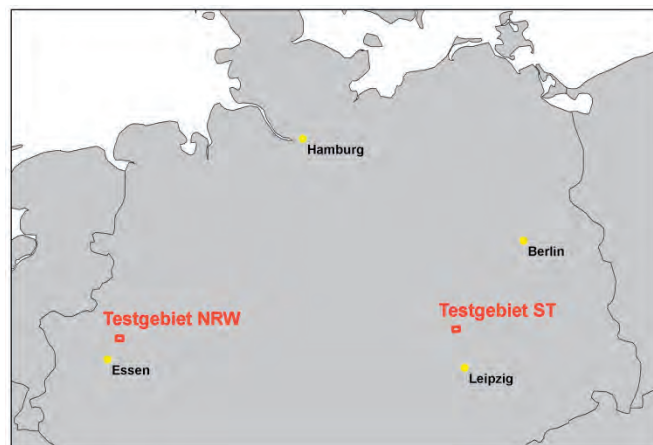 Hamburg
Berlin
Testgebiet NRW
Testgebiet ST
Essen
Leipzig